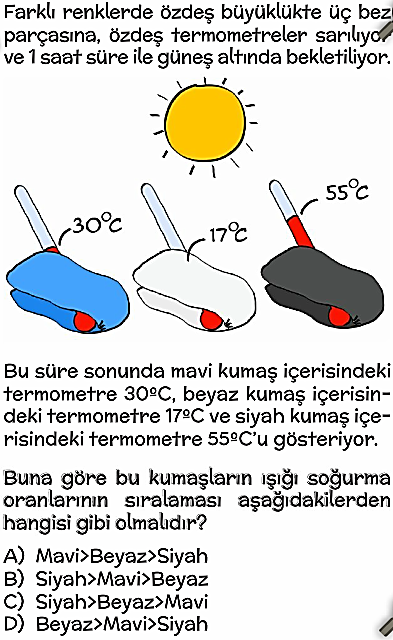 Farklı renklerde özdeş büyüklükte üç bez
parçasına, özdeş termometreler sarılıyor
ve 1 saat süre ile güneş altında bekletiliyor.
55°C
30°C
17°C
Bu süre sonunda mavi kumaş içerisindeki
termometre 30ºC, beyaz kumaş içerisin-
deki termometre 17ºC ve siyah kumaş içe-
risindeki termometre 55ºC'u gösteriyor.
Buna göre bu kumaşların ışığı soğurma
oranlarının sıralaması aşağıdakilerden
hangisi gibi olmalıdır?
A) Mavi>Beyaz>Siyah
B) Siyah>Mavi>Beyaz
C) Siyah>Beyaz>Mavi
D) Beyaz>Mavi>Siyah